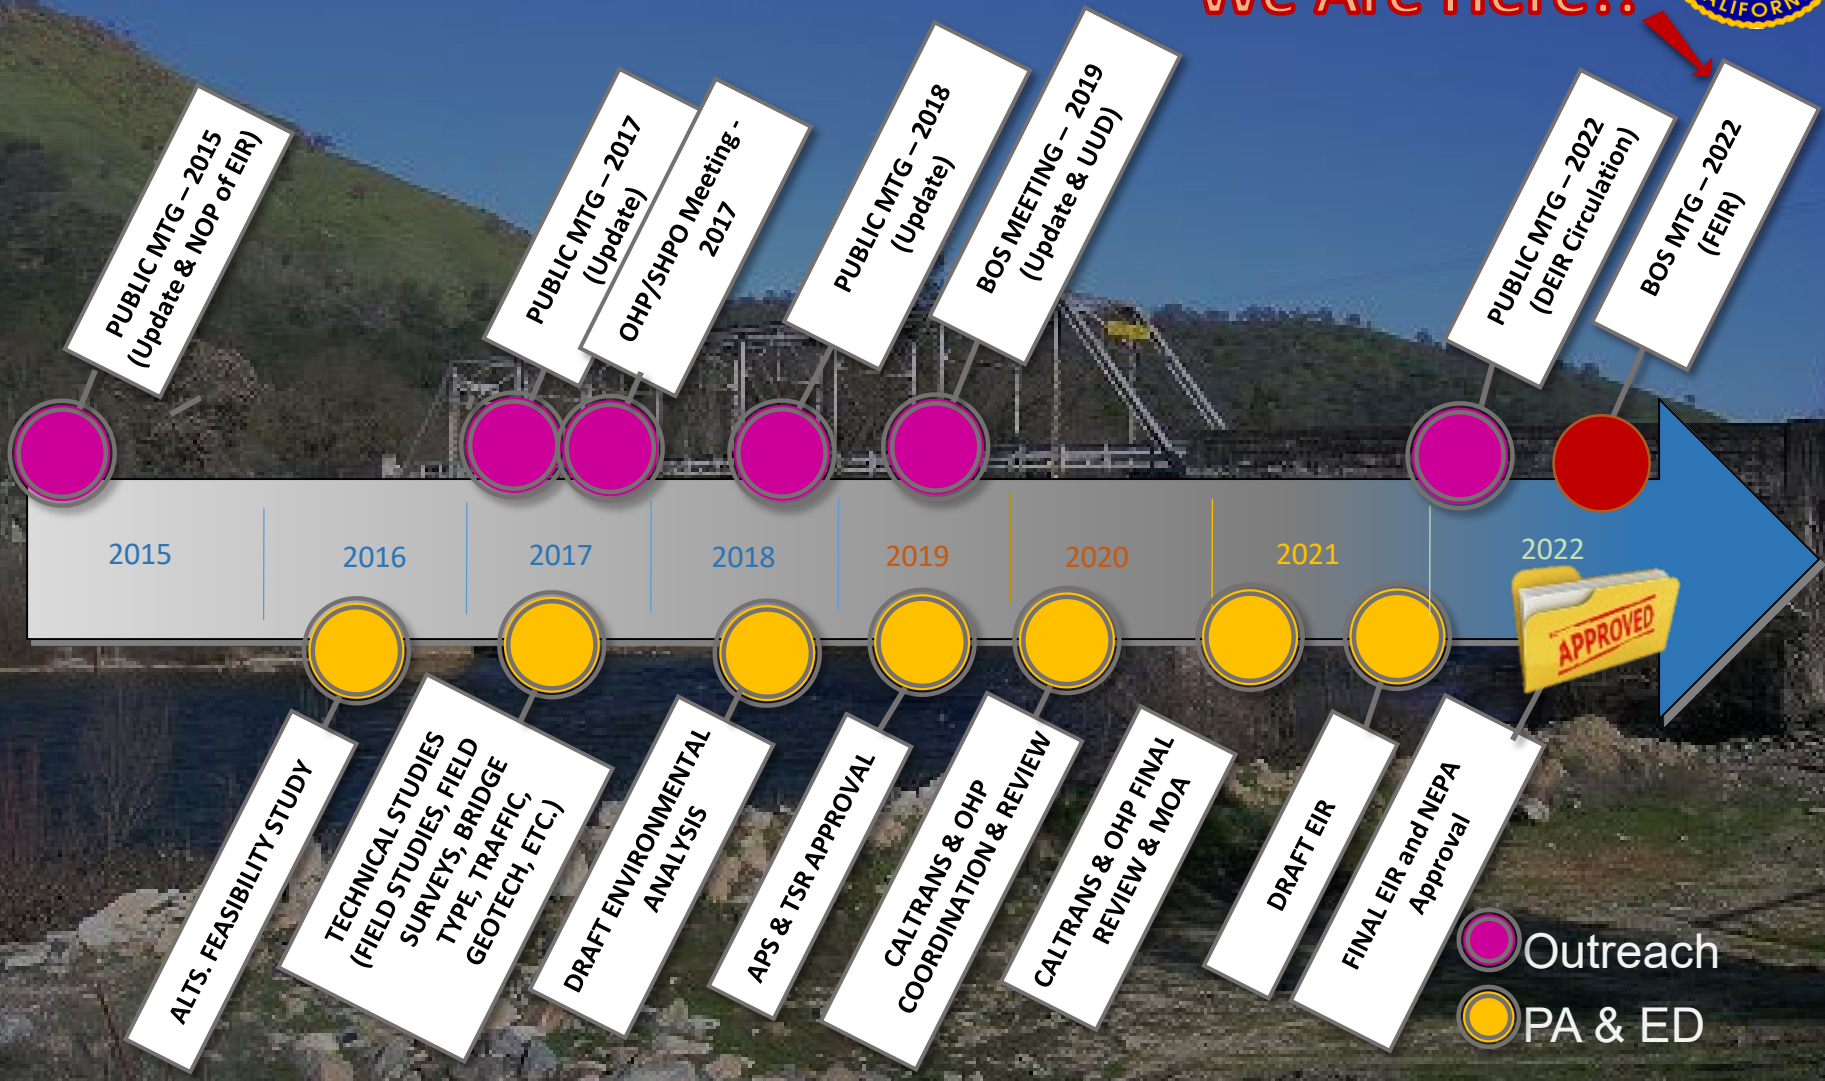 We Are Here!!
CALIFORN
PUBLIC MTG – 2015
(Update & NOP of EIR)
PUBLIC MTG – 2017
(Update)
OHP/SHPO Meeting -
2017
PUBLIC MTG – 2018
(Update)
BOS MEETING – 2019
(Update & UUD)
PUBLIC MTG – 2022
(DEIR Circulation)
BOS MTG – 2022
(FEIR)
2015
2016
2017
2018
2019
2020
2021
2022
APPROVED
ALTS. FEASIBILITY STUDY
TECHNICAL STUDIES
(FIELD STUDIES, FIELD
SURVEYS, BRIDGE
TYPE, TRAFFIC,
GEOTECH, ETC.)
DRAFT ENVIRONMENTAL
ANALYSIS
APS & TSR APPROVAL
CALTRANS & OHP
COORDINATION & REVIEW
CALTRANS & OHP FINAL
REVIEW & MOA
DRAFT EIR
FINAL EIR and NEPA
Approval
Outreach
PA & ED